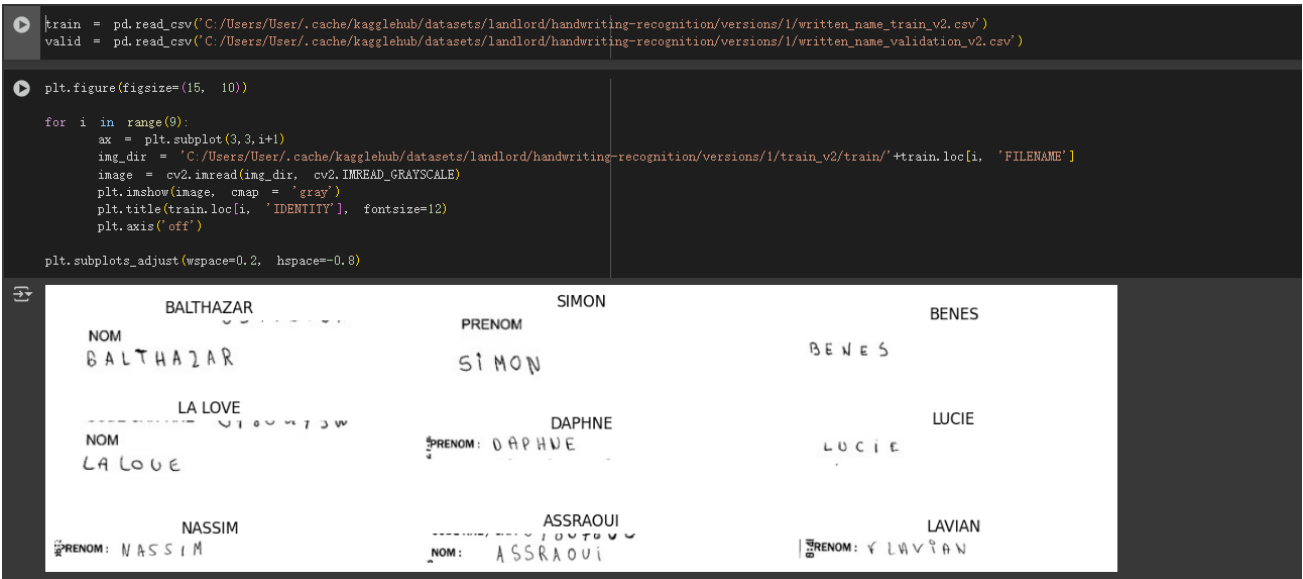 train = pd.read_csv('C:/Users/User/.cache/kagglehub/datasets/landlord/handwriting-recognition/versions/1/written_name_train_v2.csv')
valid = pd.read_csv('C:/Users/User/.cache/kagglehub/datasets/landlord/handwriting-recognition/versions/1/written_name_validation_v2.csv')
plt.figure(figsize=(15, 10))
for i in range(9):
ax = plt.subplot(3,3,i+1)
img_dir = 'C:/Users/User/.cache/kagglehub/datasets/landlord/handwriting-recognition/versions/1/train_v2/train/'+train.loc[i, 'FILENAME']
image = cv2.imread(img_dir, cv2.IMREAD_GRAYSCALE)
plt.imshow(image, cmap = 'gray')
plt.title(train.loc[i, 'IDENTITY'], fontsize=12)
plt.axis('off')
plt.subplots_adjust(wspace=0.2, hspace=-0.8)
BALTHAZAR
NOM
BALTHAZAR
SIMON
PRENOM
SiMON
BENES
BENES
LA LOVE
NOM
LA LOVE
DAPHNE
PRENOM : DAPHNE
LUCIE
LUCiE
NASSIM
PRENOM : NASSIM
ASSRAOUI
NOM : ASSRAOUi
LAVIAN
RENOM : LAViAN